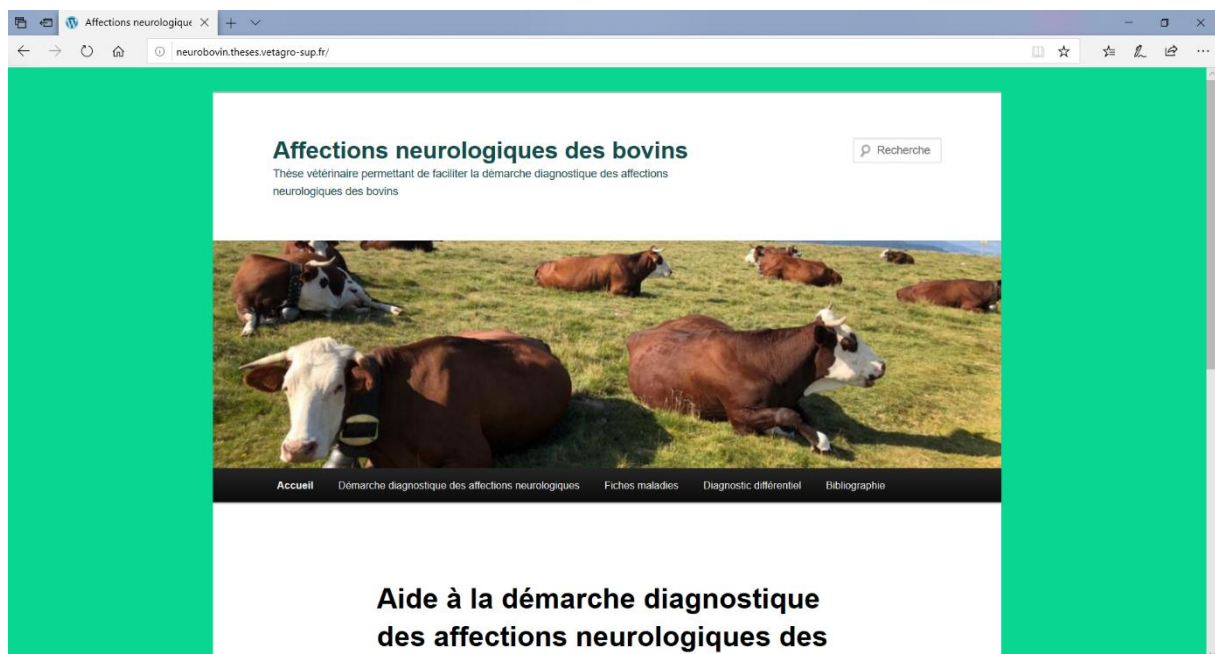 Affections neurologique
neurobovin.theses.vetagro-sup.fr/
Affections neurologiques des bovins
Recherche
Thèse vétérinaire permettant de faciliter la démarche diagnostique des affections
neurologiques des bovins
Accueil Démarche diagnostique des affections neurologiques Fiches maladies Diagnostic différentiel Bibliographie
Aide à la démarche diagnostique
des affections neurologiques des